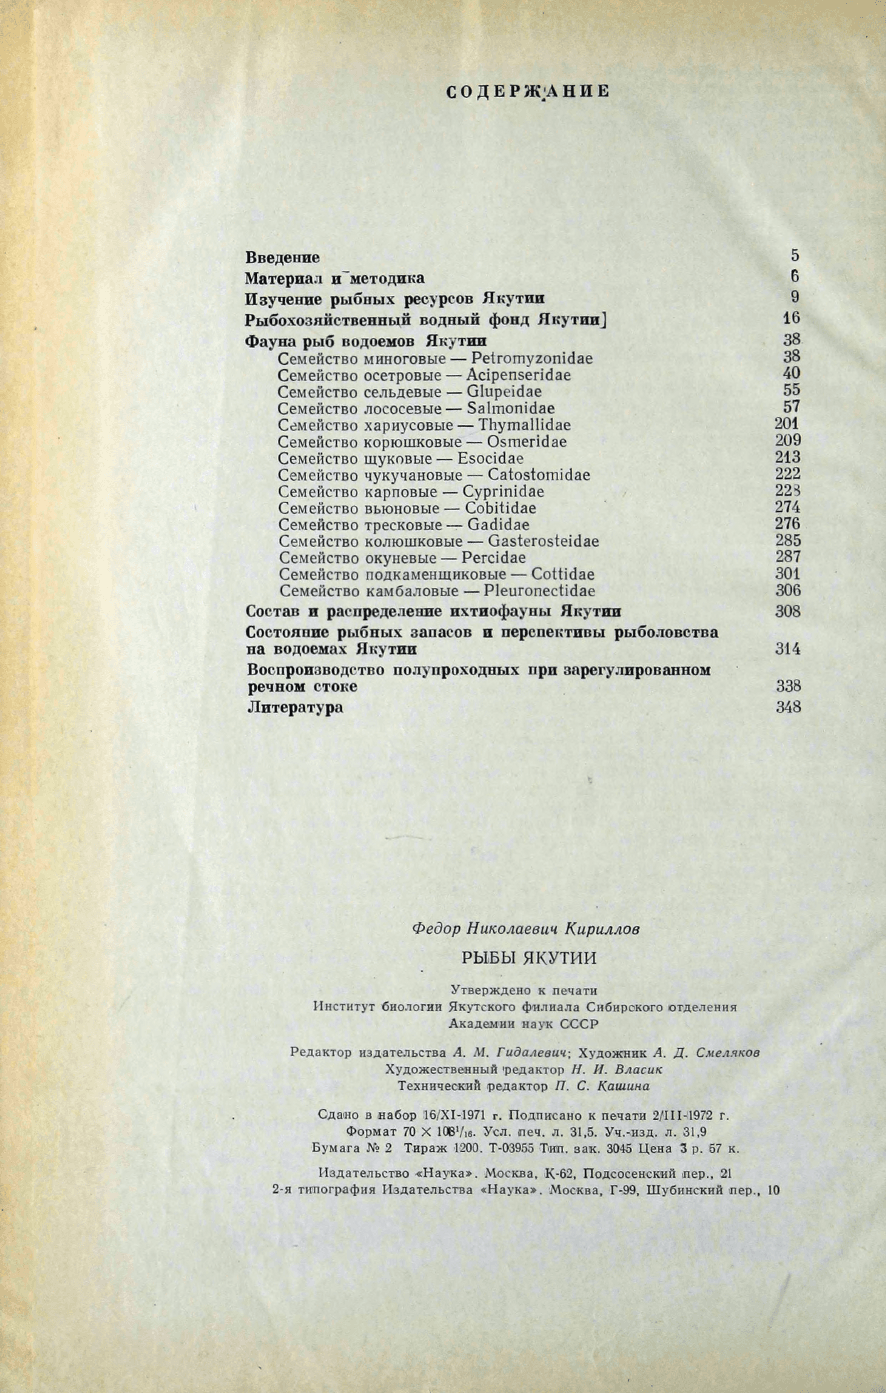 СОДЕРЖАНИЕ
Введение 5
Материал и методика 6
Изучение рыбных ресурсов Якутии 9
Рыбохозяйственный водный фонд Якутии] 16
Фауна рыб водоемов Якутии 38
Семейство миноговые — Petromyzonidae 38
Семейство осетровые — Acipenseridae 40
Семейство сельдевые — Glupeidae 55
Семейство лососевые — Salmonidae 57
Семейство хариусовые — Thymallidae 201
Семейство корюшковые — Osmeridae 209
Семейство щуковые — Esocidae 213
Семейство чукучановые — Catostomidae 222
Семейство карповые — Cyprinidae 223
Семейство вьюновые — Cobitidae 274
Семейство тресковые — Gadidae 276
Семейство колюшковые — Gasterosteidae 285
Семейство окуневые — Percidae 287
Семейство подкаменщиковые — Cottidae 301
Семейство камбаловые — Pleuronectidae 306
Состав и распределение ихтиофауны Якутии 308
Состояние рыбных запасов и перспективы рыболовства
на водоемах Якутии 314
Воспроизводство полупроходных при зарегулированном
речном стоке 338
Литература 348
Федор Николаевич Кириллов
РЫБЫ ЯКУТИИ
Утверждено к печати
Институт биологии Якутского филиала Сибирского отделения
Академии наук СССР
Редактор издательства А. М. Гидалевич; Художник А. Д. Смеляков
Художественный редактор Н. И. Власик
Технический редактор П. С. Кашина
Сдано в набор 16/XI-1971 г. Подписано к печати 2/III-1972 г.
Формат 70 × 108¹/₁₆. Усл. печ. л. 31,5. Уч.-изд. л. 31,9
Бумага № 2 Тираж 1200. Т-03955 Тип. зак. 3045 Цена 3 р. 57 к.
Издательство «Наука». Москва, К-62, Подсосенский пер., 21
2-я типография Издательства «Наука». Москва, Г-99, Шубинский пер., 10